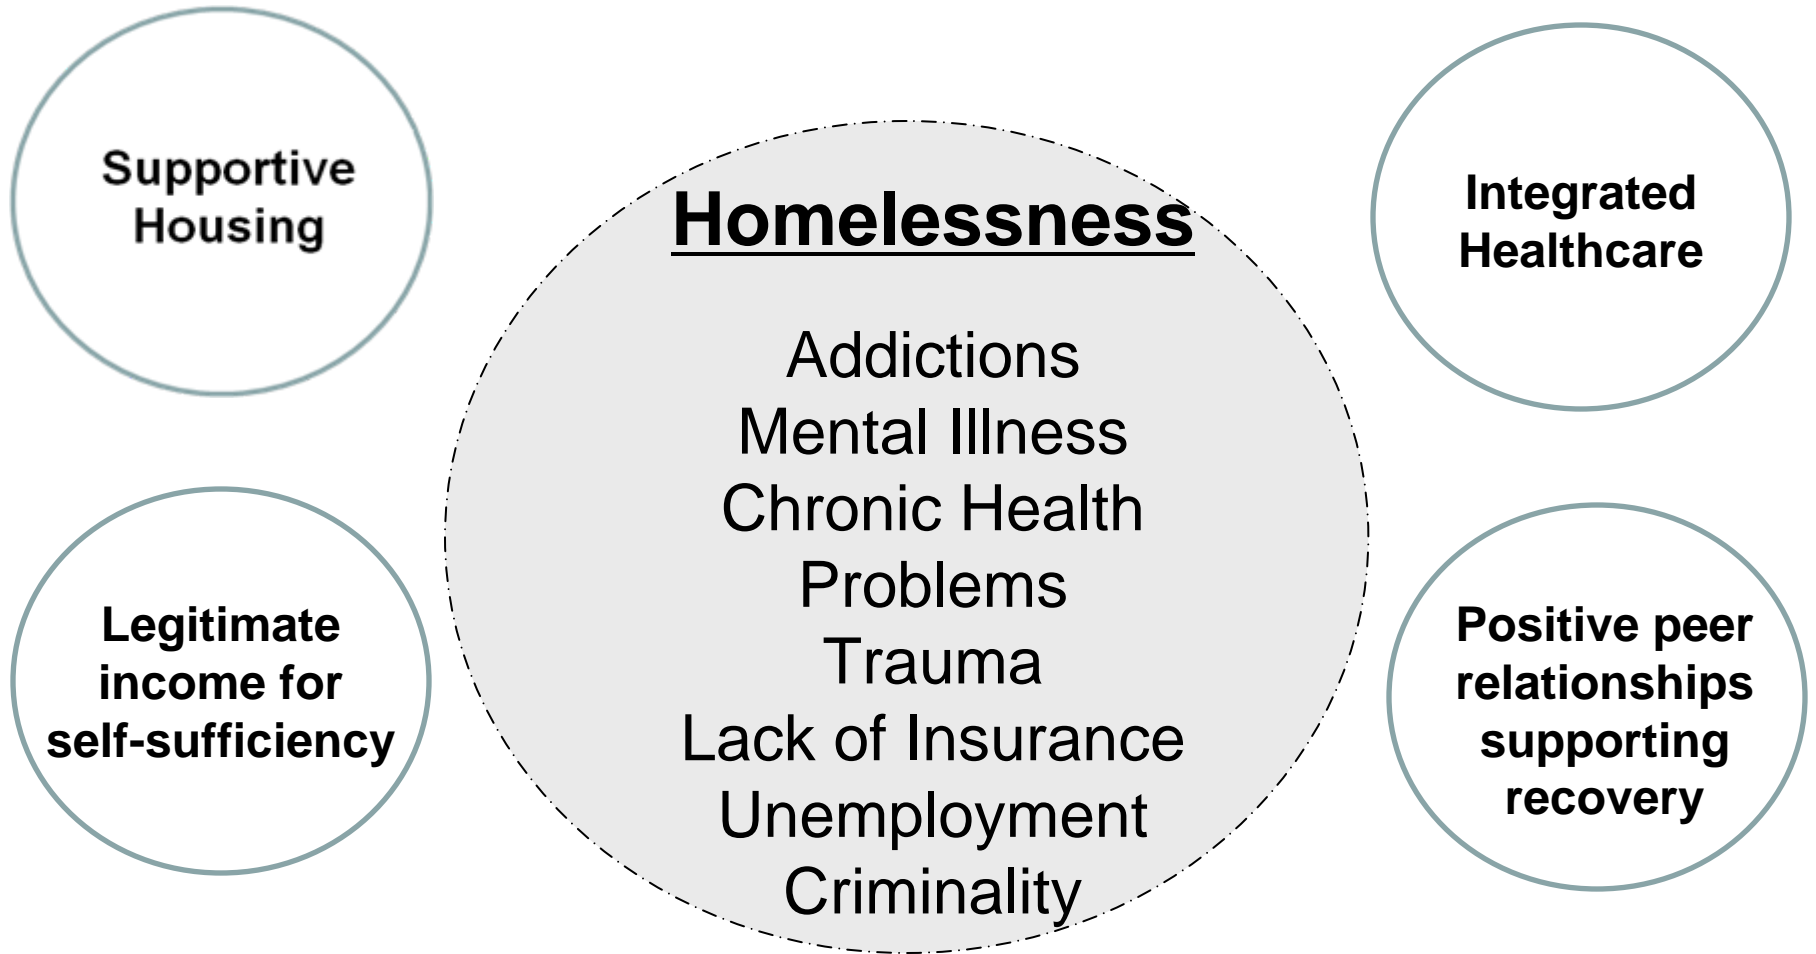 Supportive
Housing
Homelessness
Addictions
Mental Illness
Chronic Health
Problems
Trauma
Lack of Insurance
Unemployment
Criminality
Integrated
Healthcare
Legitimate
income for
self-sufficiency
Positive peer
relationships
supporting
recovery